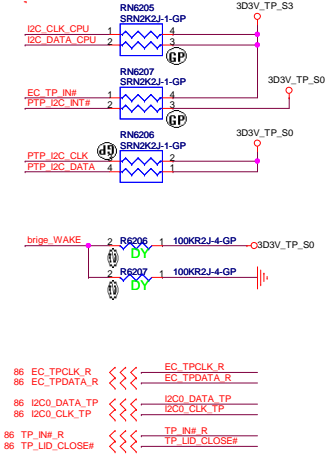 RN6205
SRN2K2J-1-GP
3D3V_TP_S3
I2C_CLK_CPU 1 4
I2C_DATA_CPU 2 3
GP
RN6207
SRN2K2J-1-GP
3D3V_TP_S0
EC_TP_IN# 1 4
PTP_I2C_INT# 2 3
GP
RN6206
SRN2K2J-1-GP
3D3V_TP_S0
GP
PTP_I2C_CLK 3 2
PTP_I2C_DATA 4 1
brige_WAKE 2 R6206 1 100KR2J-4-GP 3D3V_TP_S0
DY
2 R6207 1 100KR2J-4-GP
DY
86 EC_TPCLK_R EC_TPCLK_R
86 EC_TPDATA_R EC_TPDATA_R
86 I2C0_DATA_TP I2C0_DATA_TP
86 I2C0_CLK_TP I2C0_CLK_TP
86 TP_IN#_R TP_IN#_R
86 TP_LID_CLOSE# TP_LID_CLOSE#